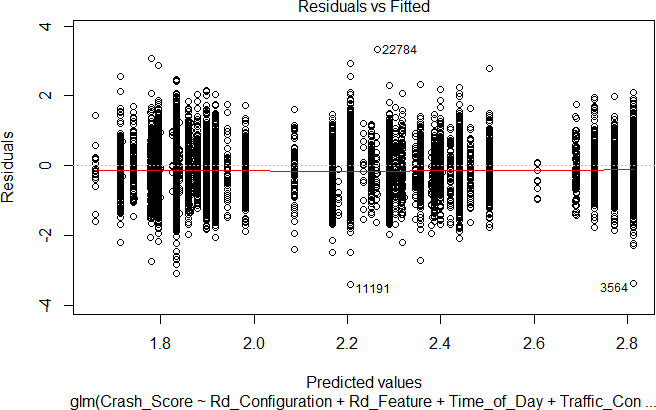 Residuals vs Fitted
Residuals
4
2
0
-2
-4
22784
11191
3564
1.8 2.0 2.2 2.4 2.6 2.8
Predicted values
glm(Crash_Score ~ Rd_Configuration + Rd_Feature + Time_of_Day + Traffic_Con ...